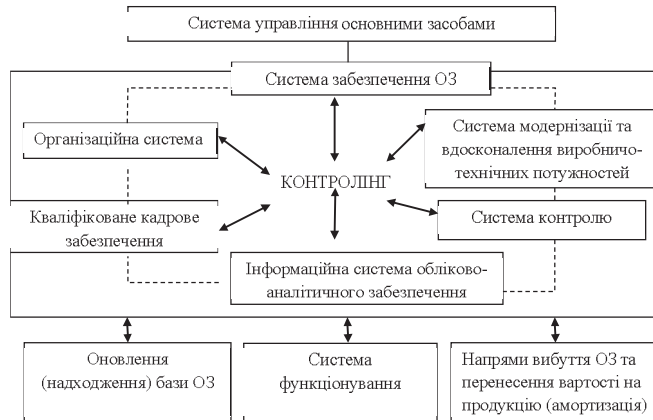 Система управління основними засобами
Система забезпечення ОЗ
Організаційна система
Система модернізації та
вдосконалення виробничо-
технічних потужностей
КОНТРОЛІНГ
Кваліфіковане кадрове
забезпечення
Система контролю
Інформаційна система обліково-
аналітичного забезпечення
Оновлення
(надходження) бази ОЗ
Система
функціонування
Напрями вибуття ОЗ та
перенесення вартості на
продукцію (амортизація)